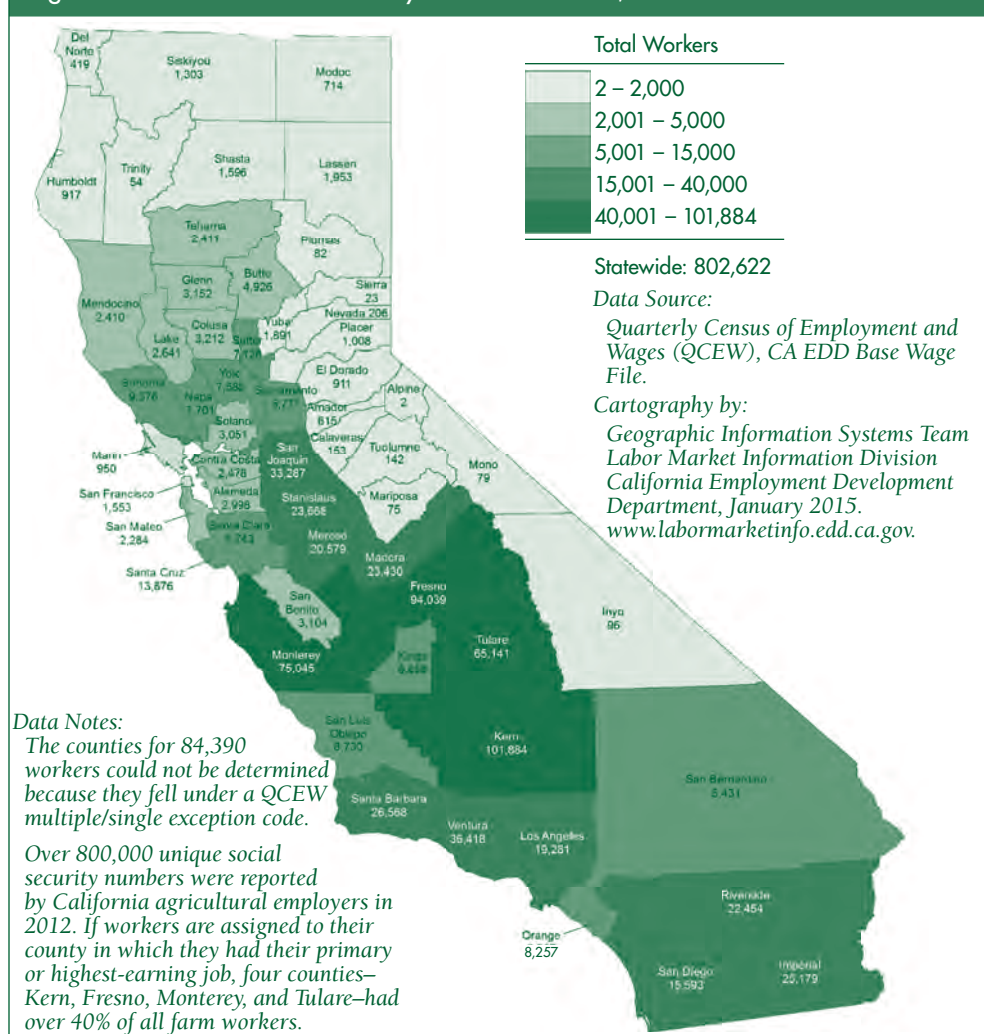 Total Workers
2 – 2,000
2,001 – 5,000
5,001 – 15,000
15,001 – 40,000
40,001 – 101,884
Statewide: 802,622
Data Source:
Quarterly Census of Employment and
Wages (QCEW), CA EDD Base Wage
File.
Cartography by:
Geographic Information Systems Team
Labor Market Information Division
California Employment Development
Department, January 2015.
www.labormarketinfo.edd.ca.gov.
Del
Norte
419
Siskiyou
1,303
Modoc
714
Humboldt
917
Trinity
54
Shasta
1,596
Lassen
1,953
Tehama
2,411
Plumas
82
Mendocino
2,410
Glenn
3,152
Butte
4,926
Sierra
23
Nevada 206
Placer
1,008
Lake
2,641
Colusa
3,212
Sutter
Yuba
1,891
El Dorado
911
Sonoma
Napa
Yolo
Sacramento
Alpine
2
Amador
615
Solano
3,051
Calaveras
153
Tuolumne
142
Mono
79
Marin
950
Contra Costa
2,478
San
Joaquin
33,287
San Francisco
1,553
Alameda
Stanislaus
23,668
Mariposa
75
San Mateo
2,284
Santa Clara
Merced
20,579
Madera
23,430
Santa Cruz
13,876
San
Benito
3,104
Fresno
94,039
Inyo
96
Monterey
75,045
Kings
Tulare
65,141
San Luis
Obispo
8,730
Kern
101,884
San Bernardino
Santa Barbara
26,568
Ventura
36,418
Los Angeles
19,281
Orange
8,257
Riverside
22,454
San Diego
15,593
Imperial
25,179
Data Notes:
The counties for 84,390
workers could not be determined
because they fell under a QCEW
multiple/single exception code.
Over 800,000 unique social
security numbers were reported
by California agricultural employers in
2012. If workers are assigned to their
county in which they had their primary
or highest-earning job, four counties–
Kern, Fresno, Monterey, and Tulare–had
over 40% of all farm workers.